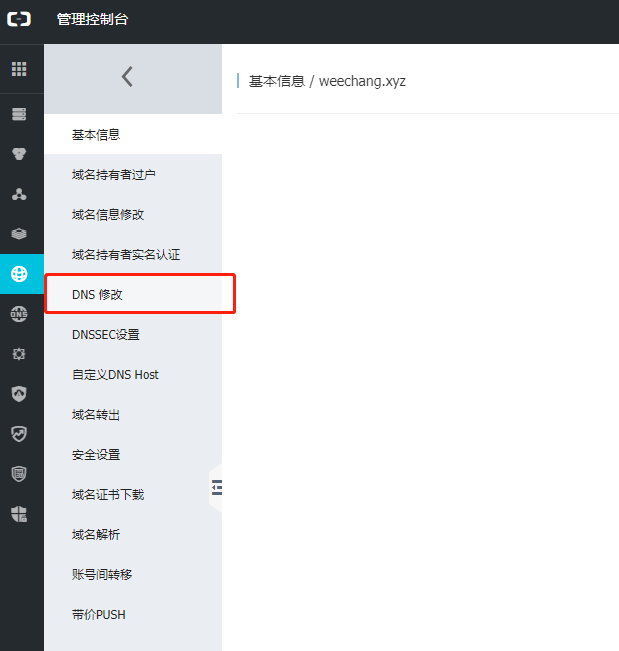 管理控制台
基本信息 / weechang.xyz
基本信息
域名持有者过户
域名信息修改
域名持有者实名认证
DNS 修改
DNS
DNSSEC设置
自定义DNS Host
域名转出
安全设置
域名证书下载
域名解析
账号间转移
带价PUSH